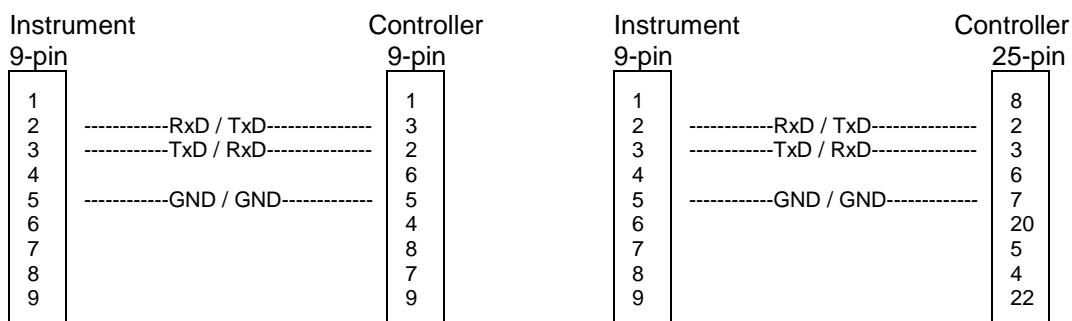 Instrument Controller Instrument Controller
9-pin 9-pin 9-pin 25-pin
1 1 1 8
2 -------------RxD / TxD--------------- 3 2 ------------RxD / TxD--------------- 2
3 -------------TxD / RxD--------------- 2 3 ------------TxD / RxD--------------- 3
4 6 4 6
5 -------------GND / GND------------- 5 5 ------------GND / GND------------- 7
6 4 6 20
7 8 7 5
8 7 8 4
9 9 9 22